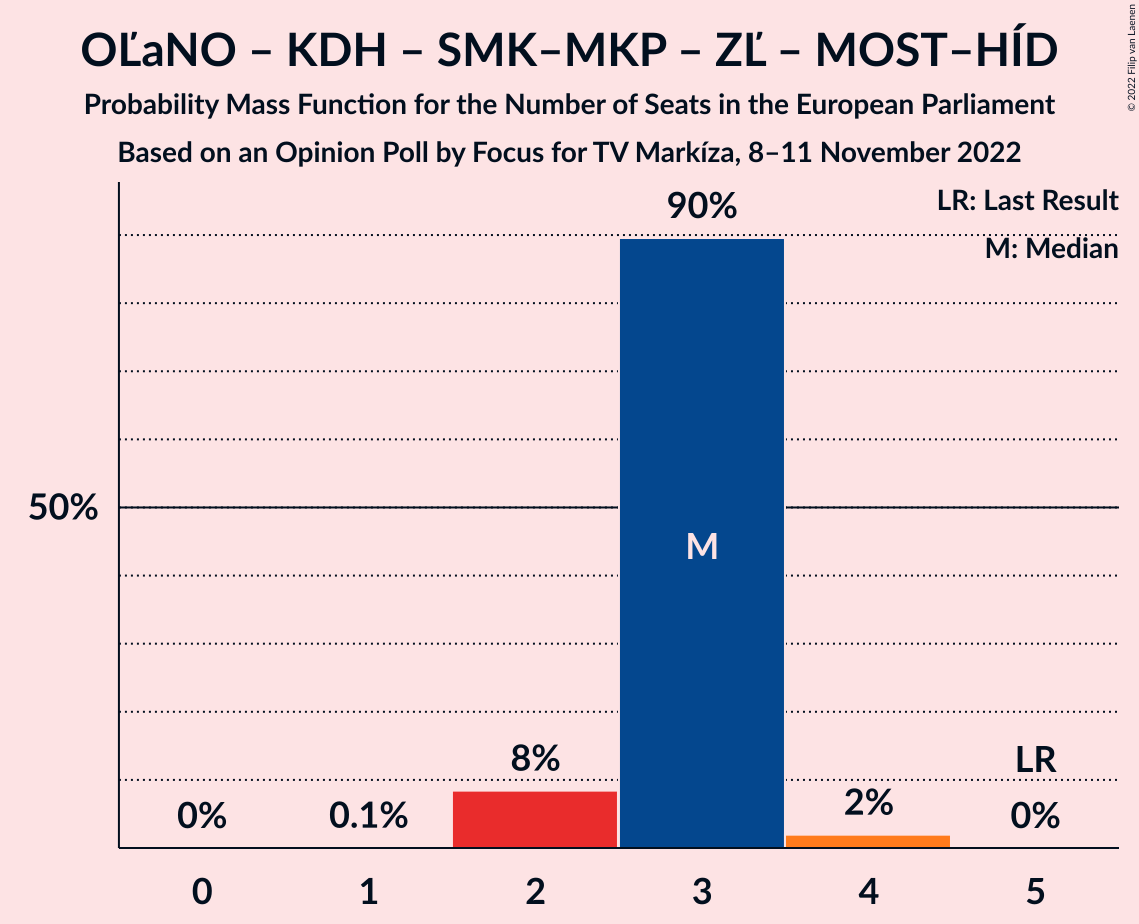 OĽaNO – KDH – SMK–MKP – ZĽ – MOST–HÍD
Probability Mass Function for the Number of Seats in the European Parliament
Based on an Opinion Poll by Focus for TV Markíza, 8–11 November 2022
© 2022 Filip van Laenen
LR: Last Result
M: Median
90%
50%
M
8%
LR
0%
0.1%
2%
0%
0
1
2
3
4
5